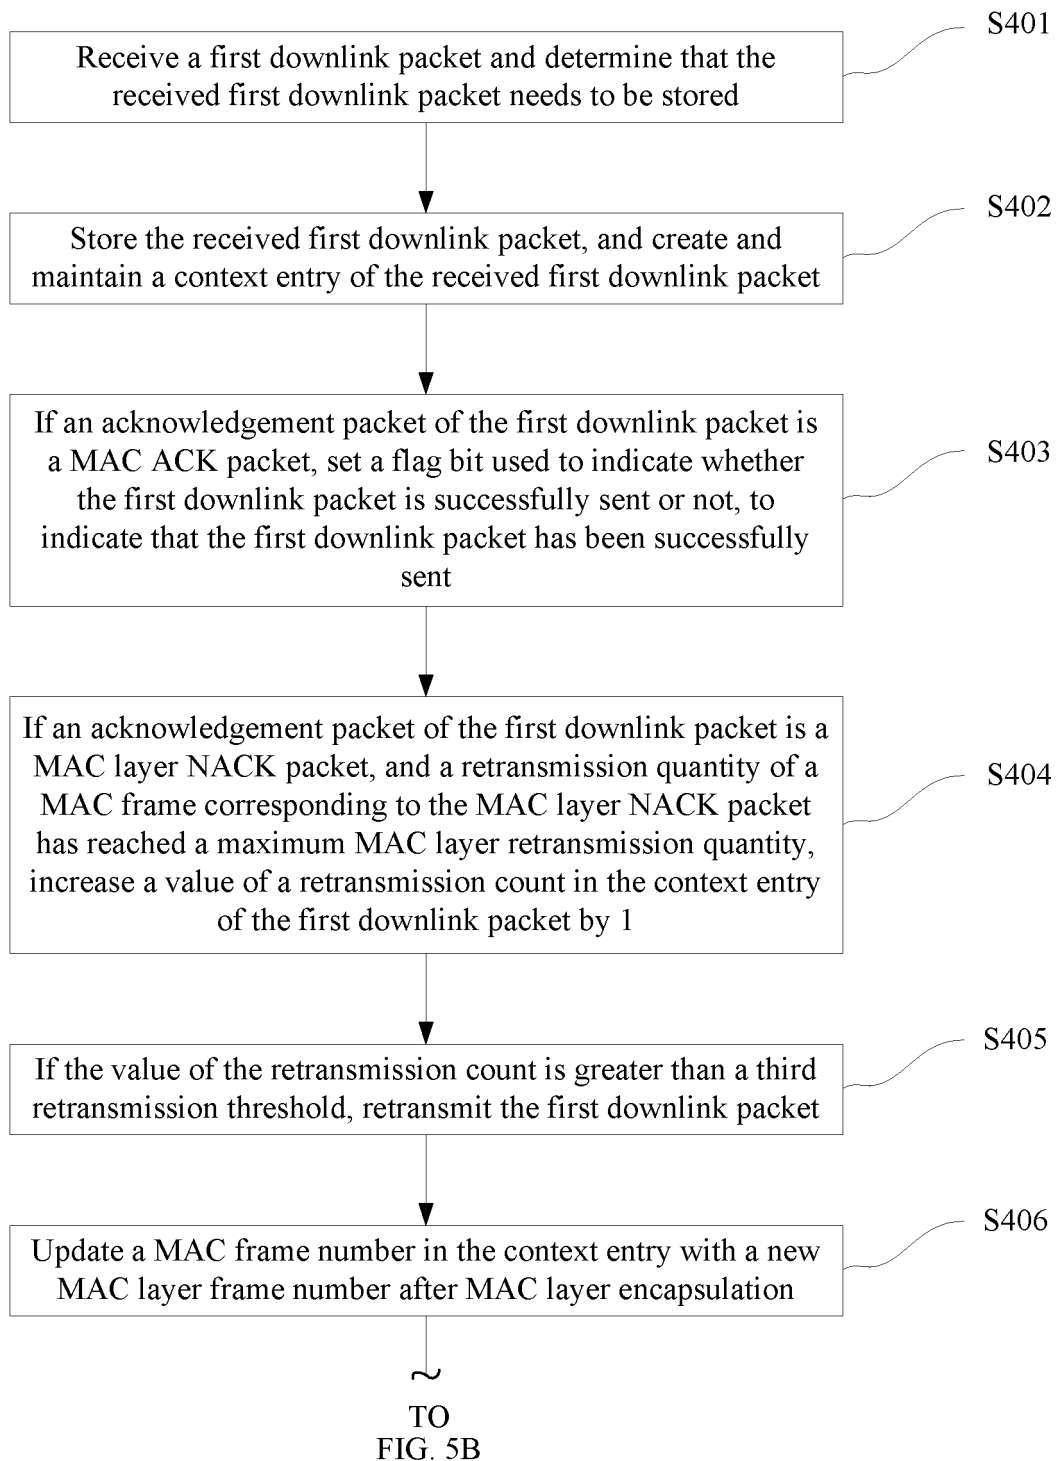 S401
Receive a first downlink packet and determine that the
received first downlink packet needs to be stored
S402
Store the received first downlink packet, and create and
maintain a context entry of the received first downlink packet
S403
If an acknowledgement packet of the first downlink packet is
a MAC ACK packet, set a flag bit used to indicate whether
the first downlink packet is successfully sent or not, to
indicate that the first downlink packet has been successfully
sent
S404
If an acknowledgement packet of the first downlink packet is a
MAC layer NACK packet, and a retransmission quantity of a
MAC frame corresponding to the MAC layer NACK packet
has reached a maximum MAC layer retransmission quantity,
increase a value of a retransmission count in the context entry
of the first downlink packet by 1
S405
If the value of the retransmission count is greater than a third
retransmission threshold, retransmit the first downlink packet
S406
Update a MAC frame number in the context entry with a new
MAC layer frame number after MAC layer encapsulation
~
TO
FIG. 5B